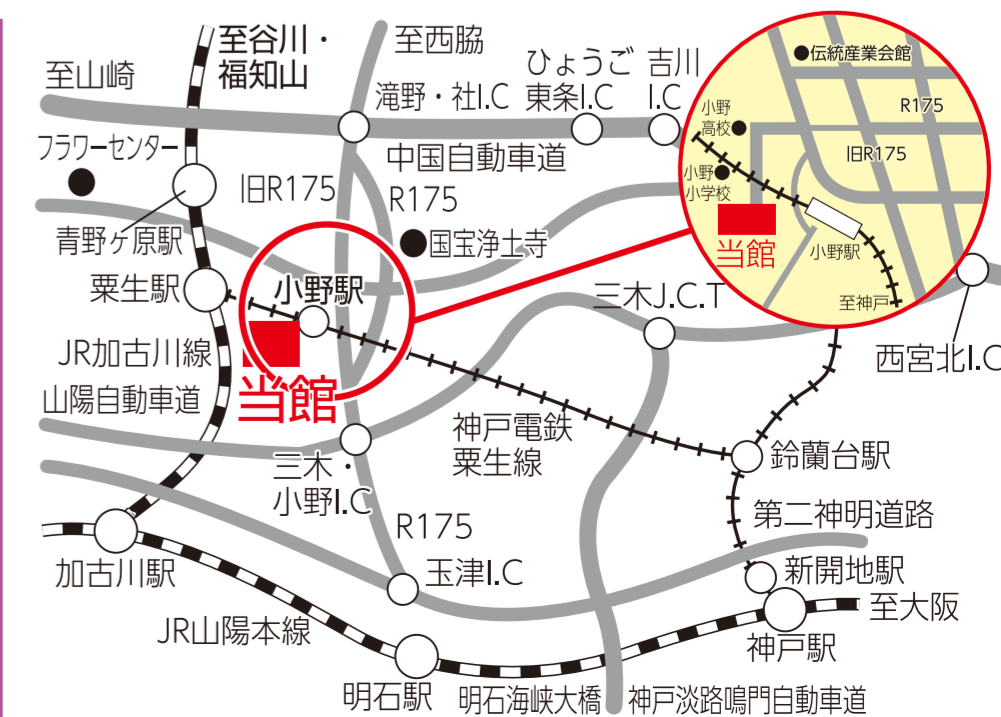 至谷川・
福知山
至西脇
至山崎
滝野・社I.C
ひょうご
東条I.C
吉川
I.C
中国自動車道
フラワーセンター
旧R175
R175
青野ヶ原駅
国宝浄土寺
粟生駅
小野駅
当館
JR加古川線
山陽自動車道
三木J.C.T
西宮北I.C
神戸電鉄
粟生線
三木・
小野I.C
鈴蘭台駅
R175
第二神明道路
加古川駅
玉津I.C
新開地駅
至大阪
JR山陽本線
神戸駅
明石駅
明石海峡大橋
神戸淡路鳴門自動車道
伝統産業会館
R175
小野
高校
旧R175
小野
小学校
当館
小野駅
至神戸